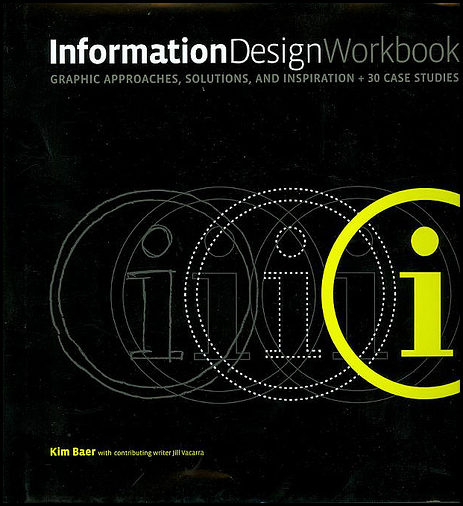 InformationDesignWorkbook
GRAPHIC APPROACHES, SOLUTIONS, AND INSPIRATION + 30 CASE STUDIES
i i i i i
Kim Baer with contributing writer Jill Vacarra